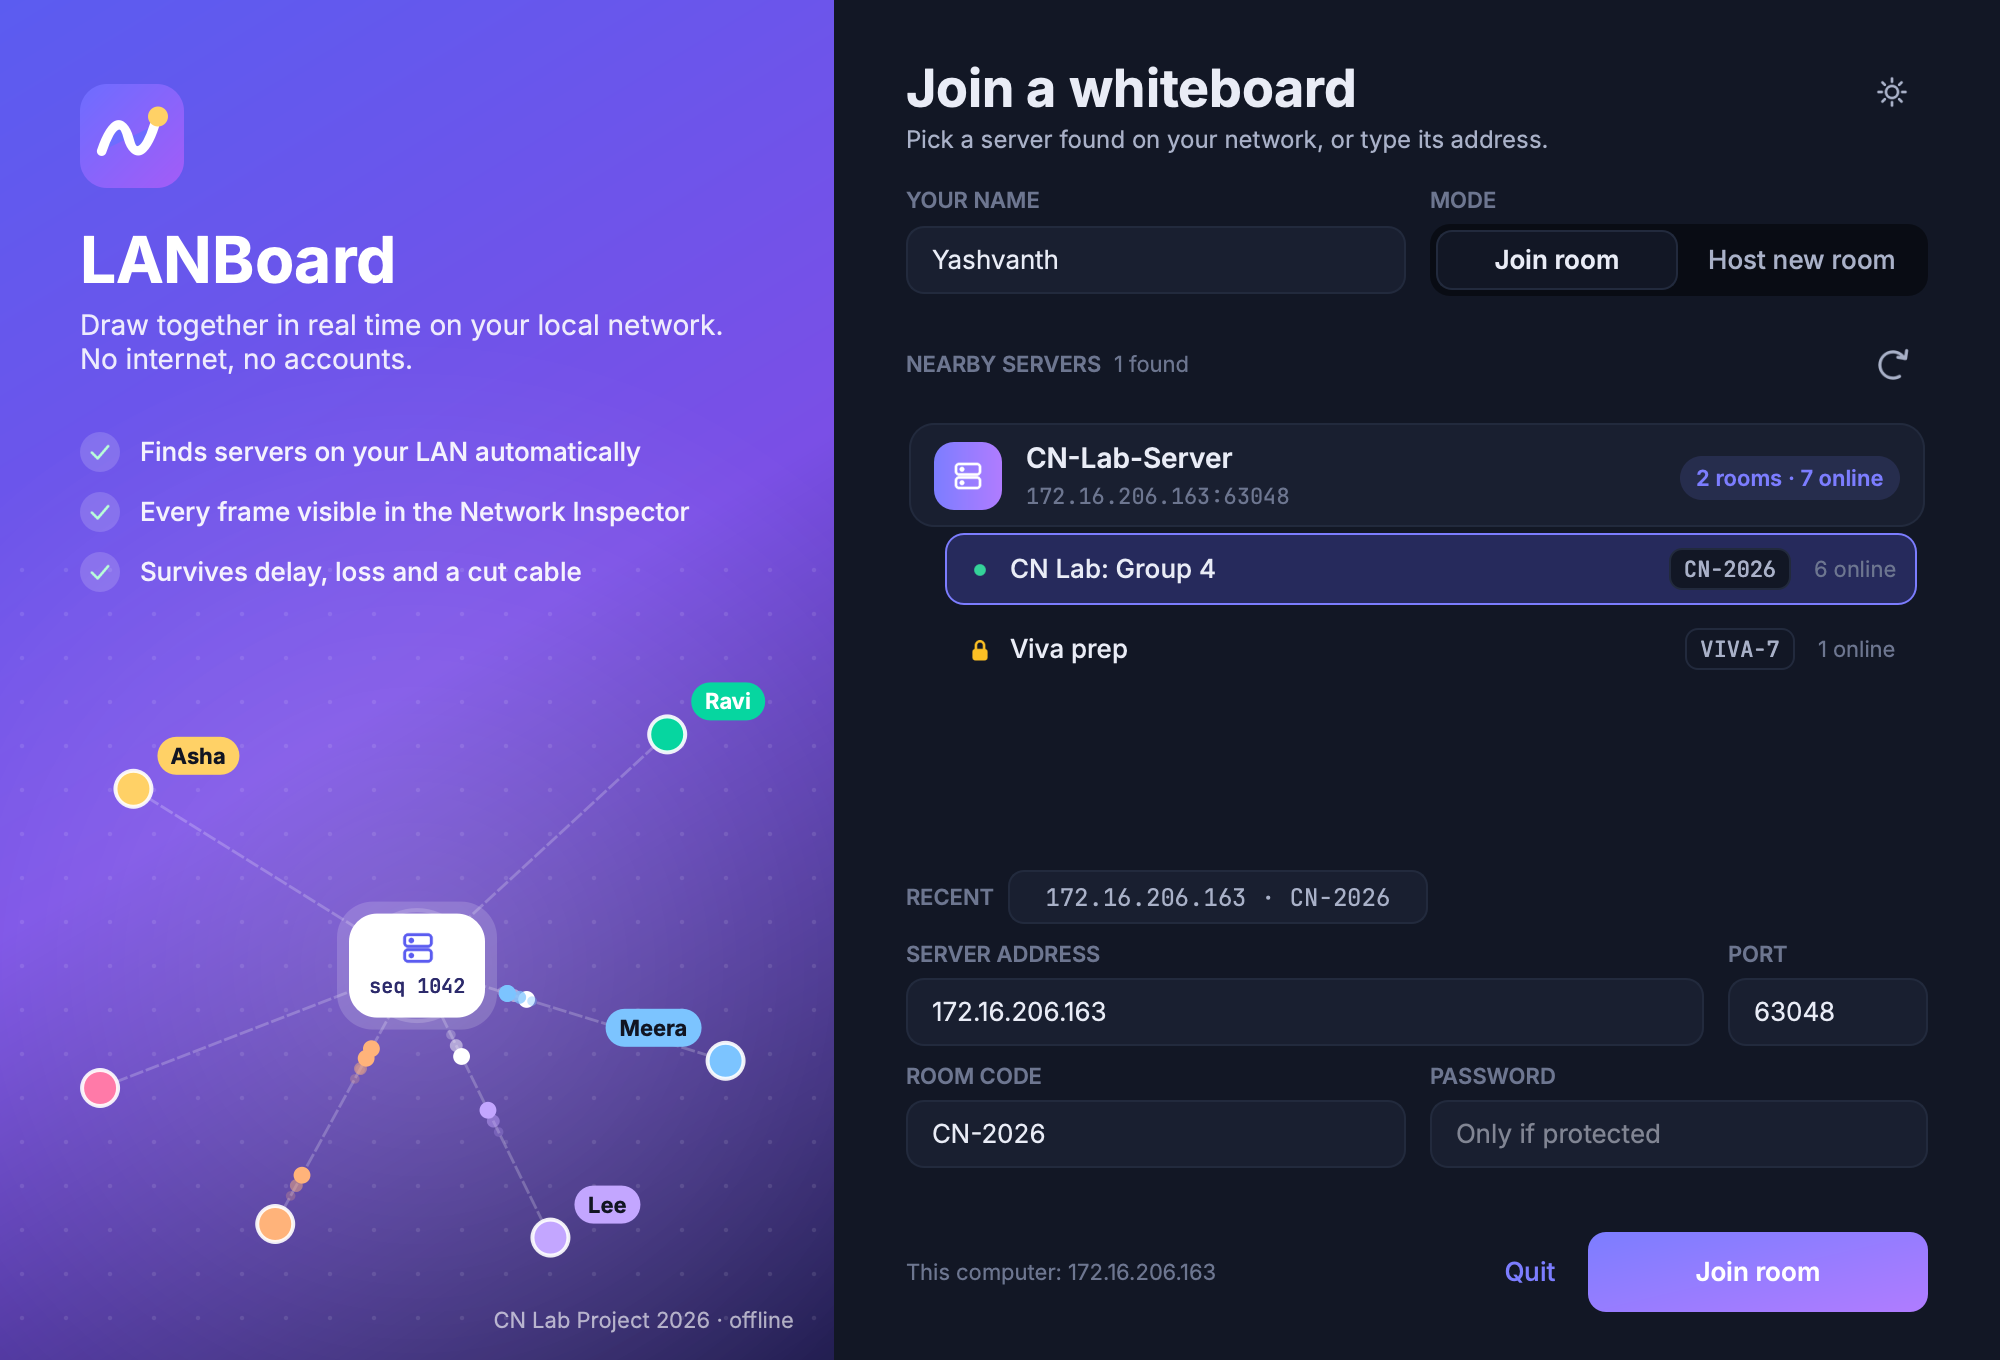 LANBoard
Draw together in real time on your local network.
No internet, no accounts.
Finds servers on your LAN automatically
Every frame visible in the Network Inspector
Survives delay, loss and a cut cable
Ravi
Asha
seq 1042
Meera
Lee
CN Lab Project 2026 · offline
Join a whiteboard
Pick a server found on your network, or type its address.
YOUR NAME
Yashvanth
MODE
Join room
Host new room
NEARBY SERVERS 1 found
CN-Lab-Server
172.16.206.163:63048
2 rooms · 7 online
CN Lab: Group 4
CN-2026
6 online
Viva prep
VIVA-7
1 online
RECENT
172.16.206.163 · CN-2026
SERVER ADDRESS
172.16.206.163
PORT
63048
ROOM CODE
CN-2026
PASSWORD
Only if protected
This computer: 172.16.206.163
Quit
Join room